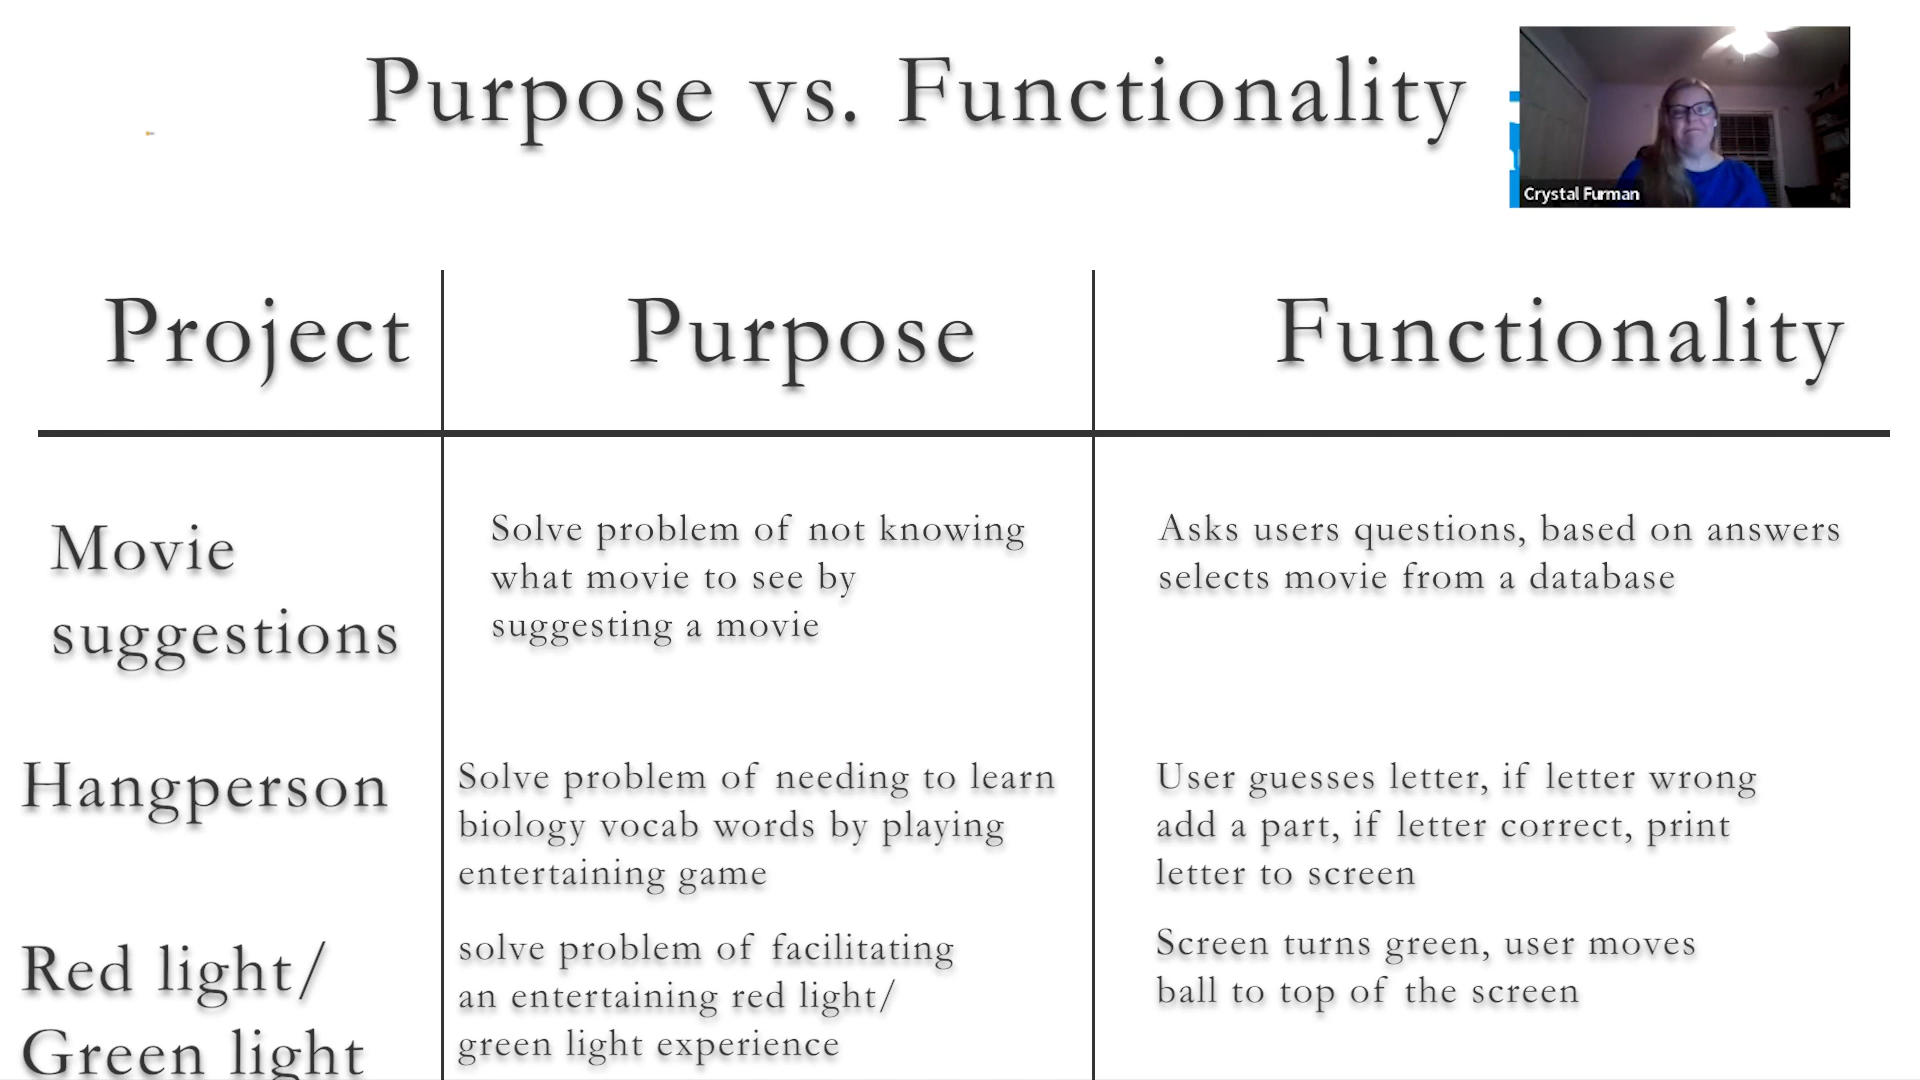 Purpose vs. Functionality
Crystal Furman
Project
Purpose
Functionality
Movie
suggestions
Solve problem of not knowing
what movie to see by
suggesting a movie
Asks users questions, based on answers
selects movie from a database
Hangperson
Solve problem of needing to learn
biology vocab words by playing
entertaining game
User guesses letter, if letter wrong
add a part, if letter correct, print
letter to screen
Red light/
Green light
solve problem of facilitating
an entertaining red light/
green light experience
Screen turns green, user moves
ball to top of the screen